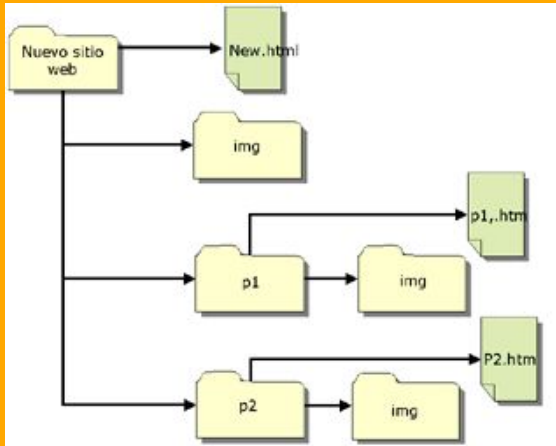 Nuevo sitio
web
New.html
img
p1,.htm
p1
img
P2.htm
p2
img